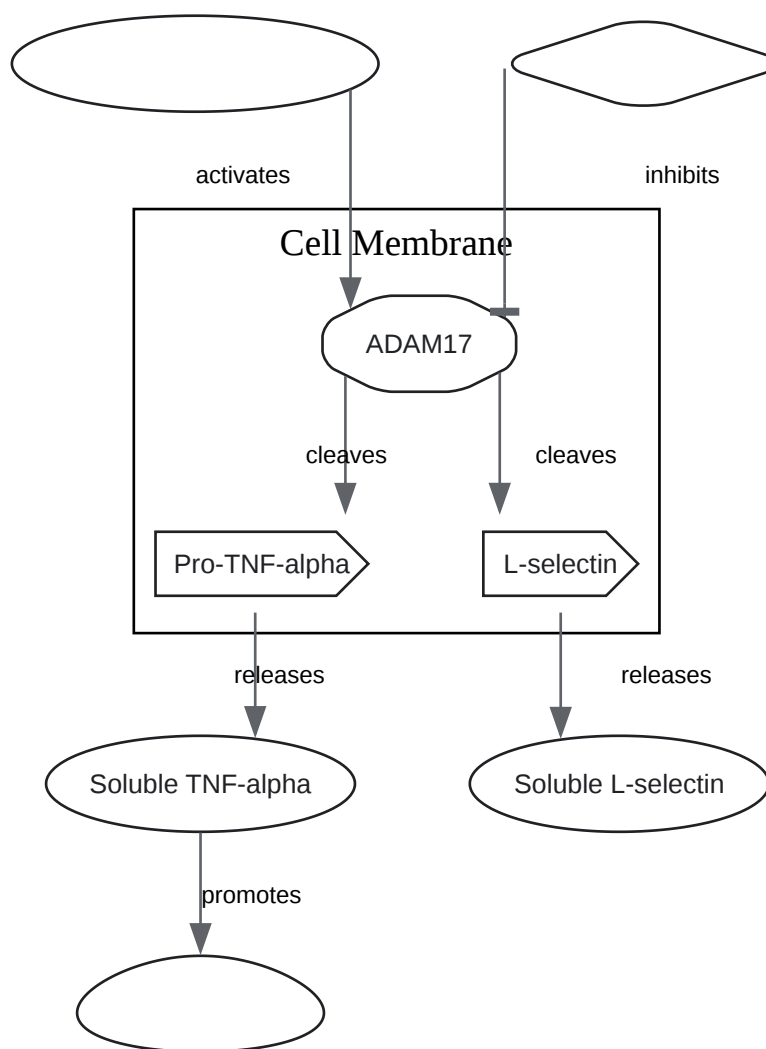 activates
inhibits
Cell Membrane
ADAM17
cleaves
cleaves
Pro-TNF-alpha
L-selectin
releases
releases
Soluble TNF-alpha
Soluble L-selectin
promotes